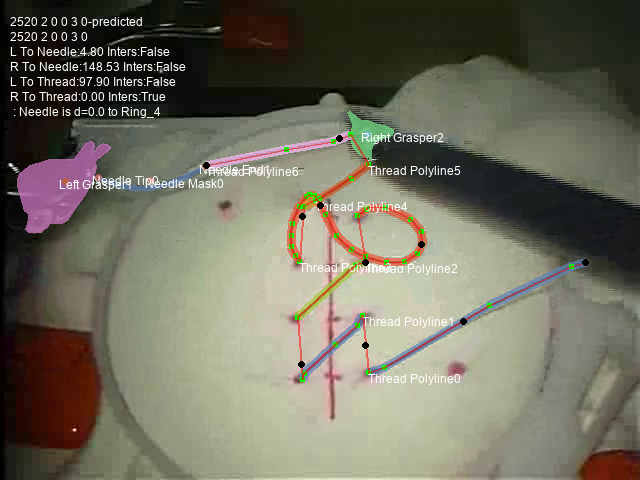 2520 2 0 0 3 0-predicted
2520 2 0 0 3 0
L To Needle:4.80 Inters:False
R To Needle:148.53 Inters:False
L To Thread:97.90 Inters:False
R To Thread:0.00 Inters:True
: Needle is d=0.0 to Ring_4
Right Grasper2
Needle End
Thread Polyline6
Thread Polyline5
Left Grasper1
Needle Tip0
Needle Mask0
Thread Polyline4
Thread Polyline2
Thread Polyline1
Thread Polyline0